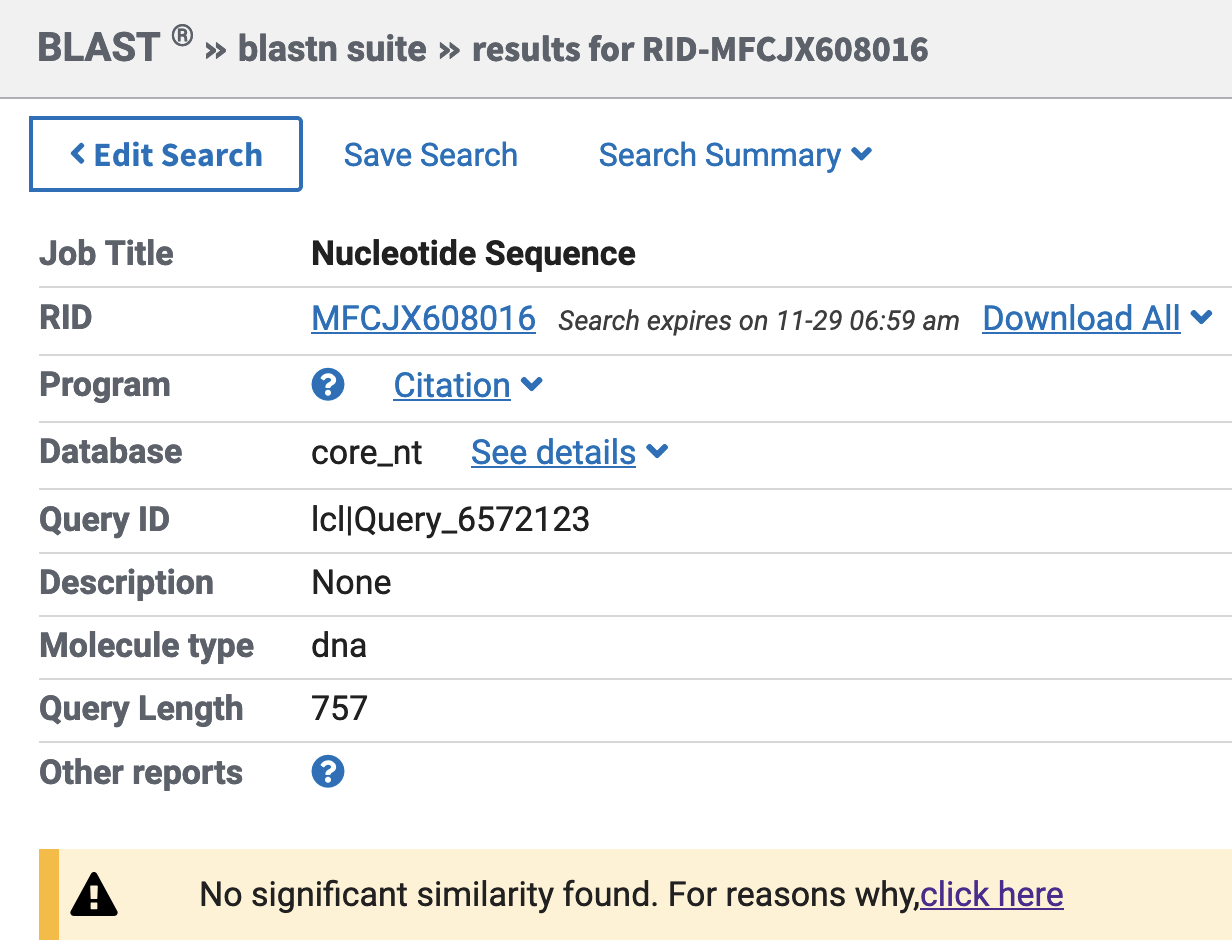 BLAST ® » blastn suite » results for RID-MFCJX608016
Edit Search Save Search Search Summary
Job Title Nucleotide Sequence
RID MFCJX608016 Search expires on 11-29 06:59 am Download All
Program ? Citation
Database core_nt See details
Query ID lcl|Query_6572123
Description None
Molecule type dna
Query Length 757
Other reports ?
No significant similarity found. For reasons why,click here